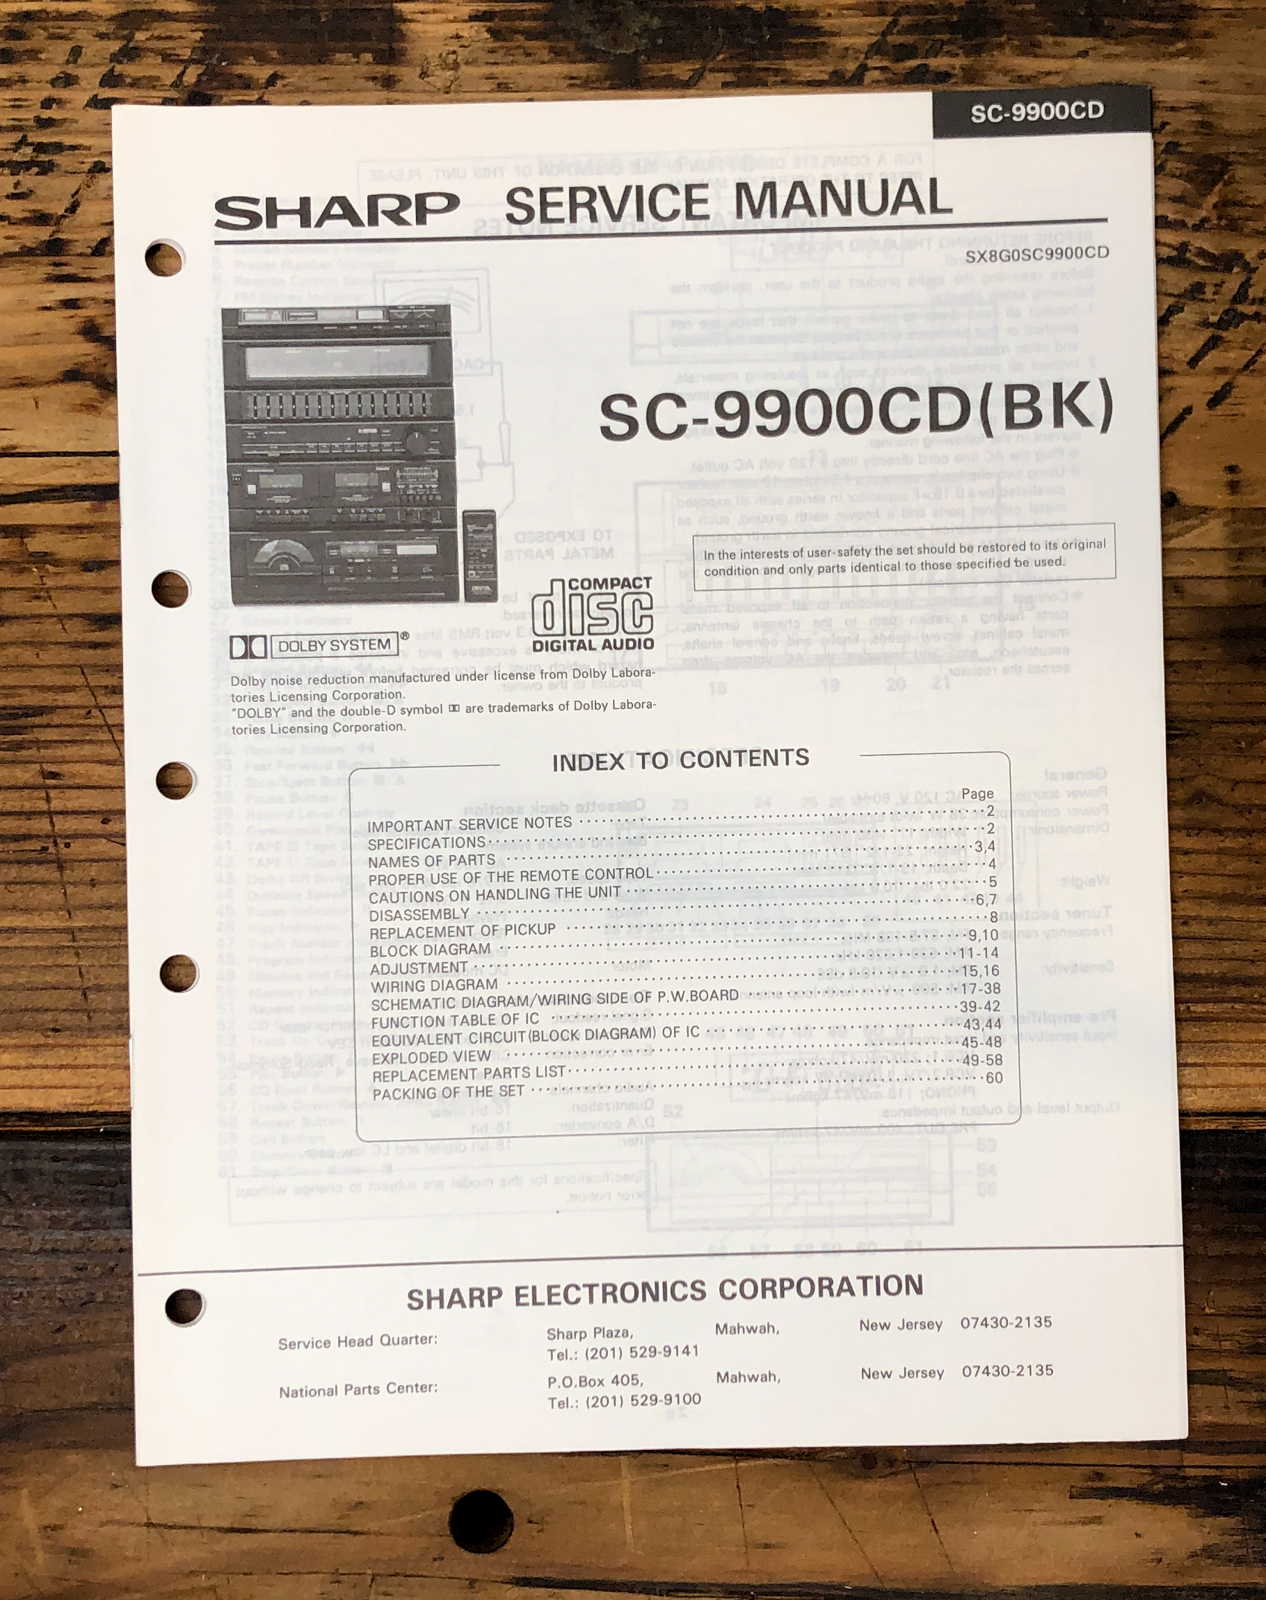 SC-9900CD
SHARP SERVICE MANUAL
SX8G0SC9900CD
SC-9900CD(BK)
In the interests of user-safety the set should be restored to its original
condition and only parts identical to those specified be used.
COMPACT
disc
DIGITAL AUDIO
DOLBY SYSTEM®
Dolby noise reduction manufactured under license from Dolby Labora-
tories Licensing Corporation.
"DOLBY" and the double-D symbol are trademarks of Dolby Labora-
tories Licensing Corporation.
INDEX TO CONTENTS
Page
IMPORTANT SERVICE NOTES 2
SPECIFICATIONS 2
NAMES OF PARTS 3,4
PROPER USE OF THE REMOTE CONTROL 4
CAUTIONS ON HANDLING THE UNIT 5
DISASSEMBLY 6,7
REPLACEMENT OF PICKUP 8
BLOCK DIAGRAM 9,10
ADJUSTMENT 11-14
WIRING DIAGRAM 15,16
SCHEMATIC DIAGRAM/WIRING SIDE OF P.W.BOARD 17-38
FUNCTION TABLE OF IC 39-42
EQUIVALENT CIRCUIT(BLOCK DIAGRAM) OF IC 43,44
EXPLODED VIEW 45-48
REPLACEMENT PARTS LIST 49-58
PACKING OF THE SET 60
SHARP ELECTRONICS CORPORATION
Service Head Quarter: Sharp Plaza, Mahwah, New Jersey 07430-2135
Tel.: (201) 529-9141
National Parts Center: P.O.Box 405, Mahwah, New Jersey 07430-2135
Tel.: (201) 529-9100